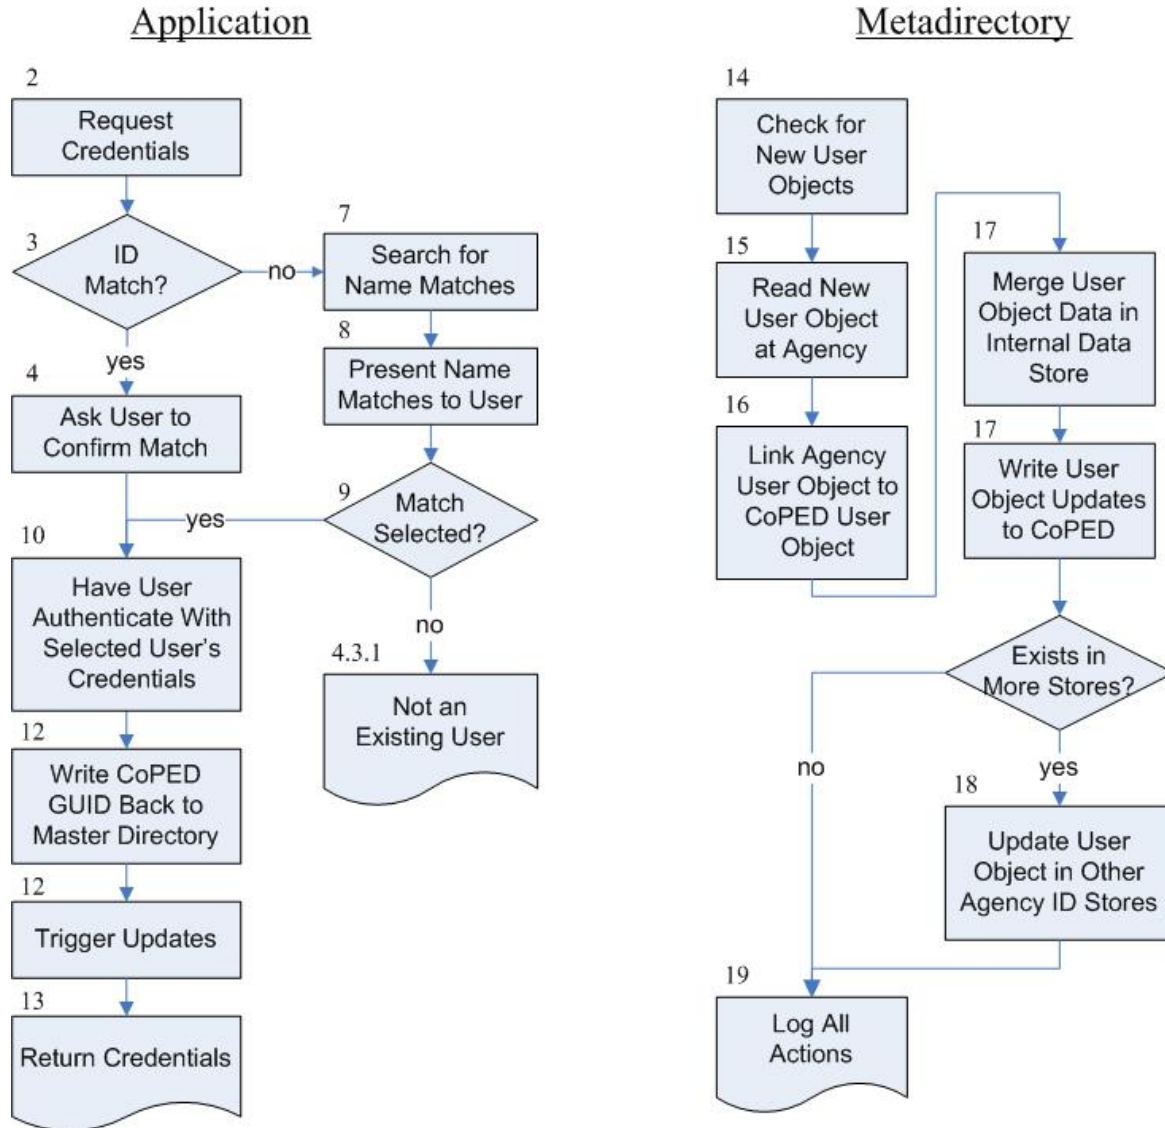 Application
2
Request
Credentials
3
ID
Match?
no
yes
7
Search for
Name Matches
8
Present Name
Matches to User
4
Ask User to
Confirm Match
9
Match
Selected?
yes
no
4.3.1
Not an
Existing User
10
Have User
Authenticate With
Selected User's
Credentials
12
Write CoPED
GUID Back to
Master Directory
12
Trigger Updates
13
Return Credentials
Metadirectory
14
Check for
New User
Objects
15
Read New
User Object
at Agency
16
Link Agency
User Object to
CoPED User
Object
17
Merge User
Object Data in
Internal Data
Store
17
Write User
Object Updates
to CoPED
Exists in
More Stores?
no
yes
18
Update User
Object in Other
Agency ID Stores
19
Log All
Actions